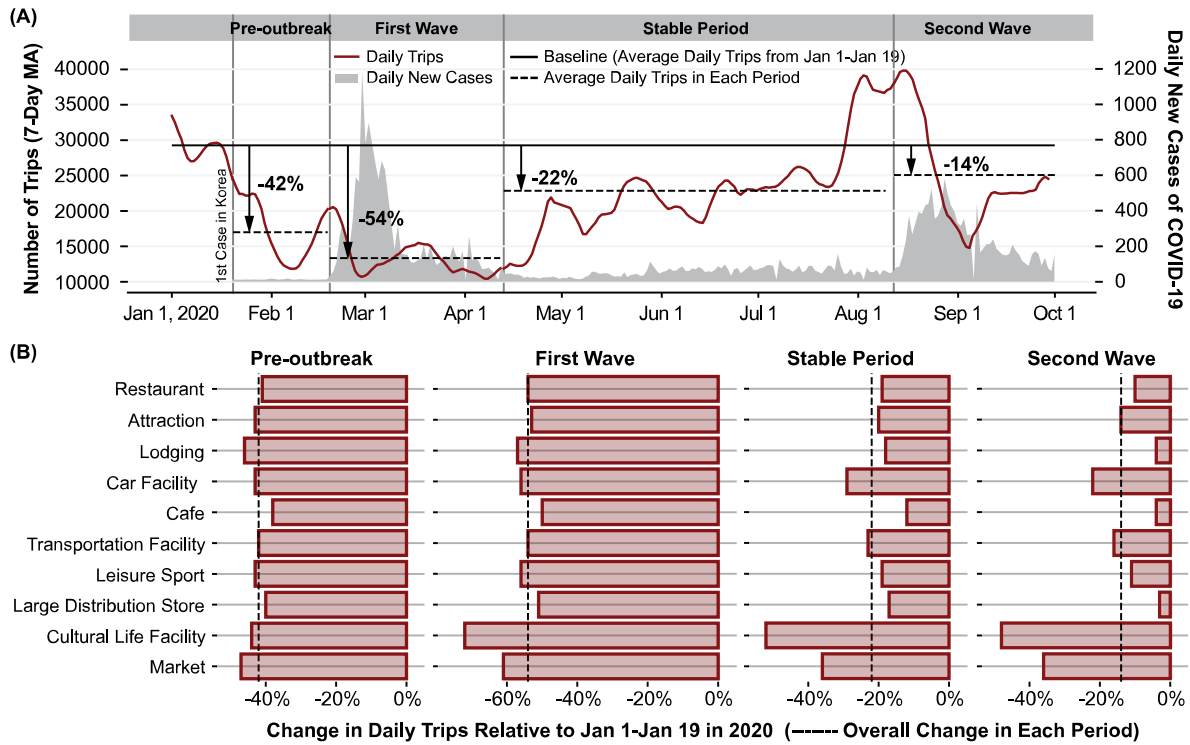 (A)
Pre-outbreak First Wave Stable Period Second Wave
Daily Trips Baseline (Average Daily Trips from Jan 1-Jan 19)
Daily New Cases Average Daily Trips in Each Period
Number of Trips (7-Day MA)
40000
35000
30000
25000
20000
15000
10000
1st Case in Korea
-42%
-54%
-22%
-14%
1200
1000
800
600
400
200
0
Daily New Cases of COVID-19
Jan 1, 2020 Feb 1 Mar 1 Apr 1 May 1 Jun 1 Jul 1 Aug 1 Sep 1 Oct 1
(B)
Pre-outbreak First Wave Stable Period Second Wave
Restaurant
Attraction
Lodging
Car Facility
Cafe
Transportation Facility
Leisure Sport
Large Distribution Store
Cultural Life Facility
Market
-40% -20% 0% -60% -40% -20% 0% -40% -20% 0% -40% -20% 0%
Change in Daily Trips Relative to Jan 1-Jan 19 in 2020 (------- Overall Change in Each Period)